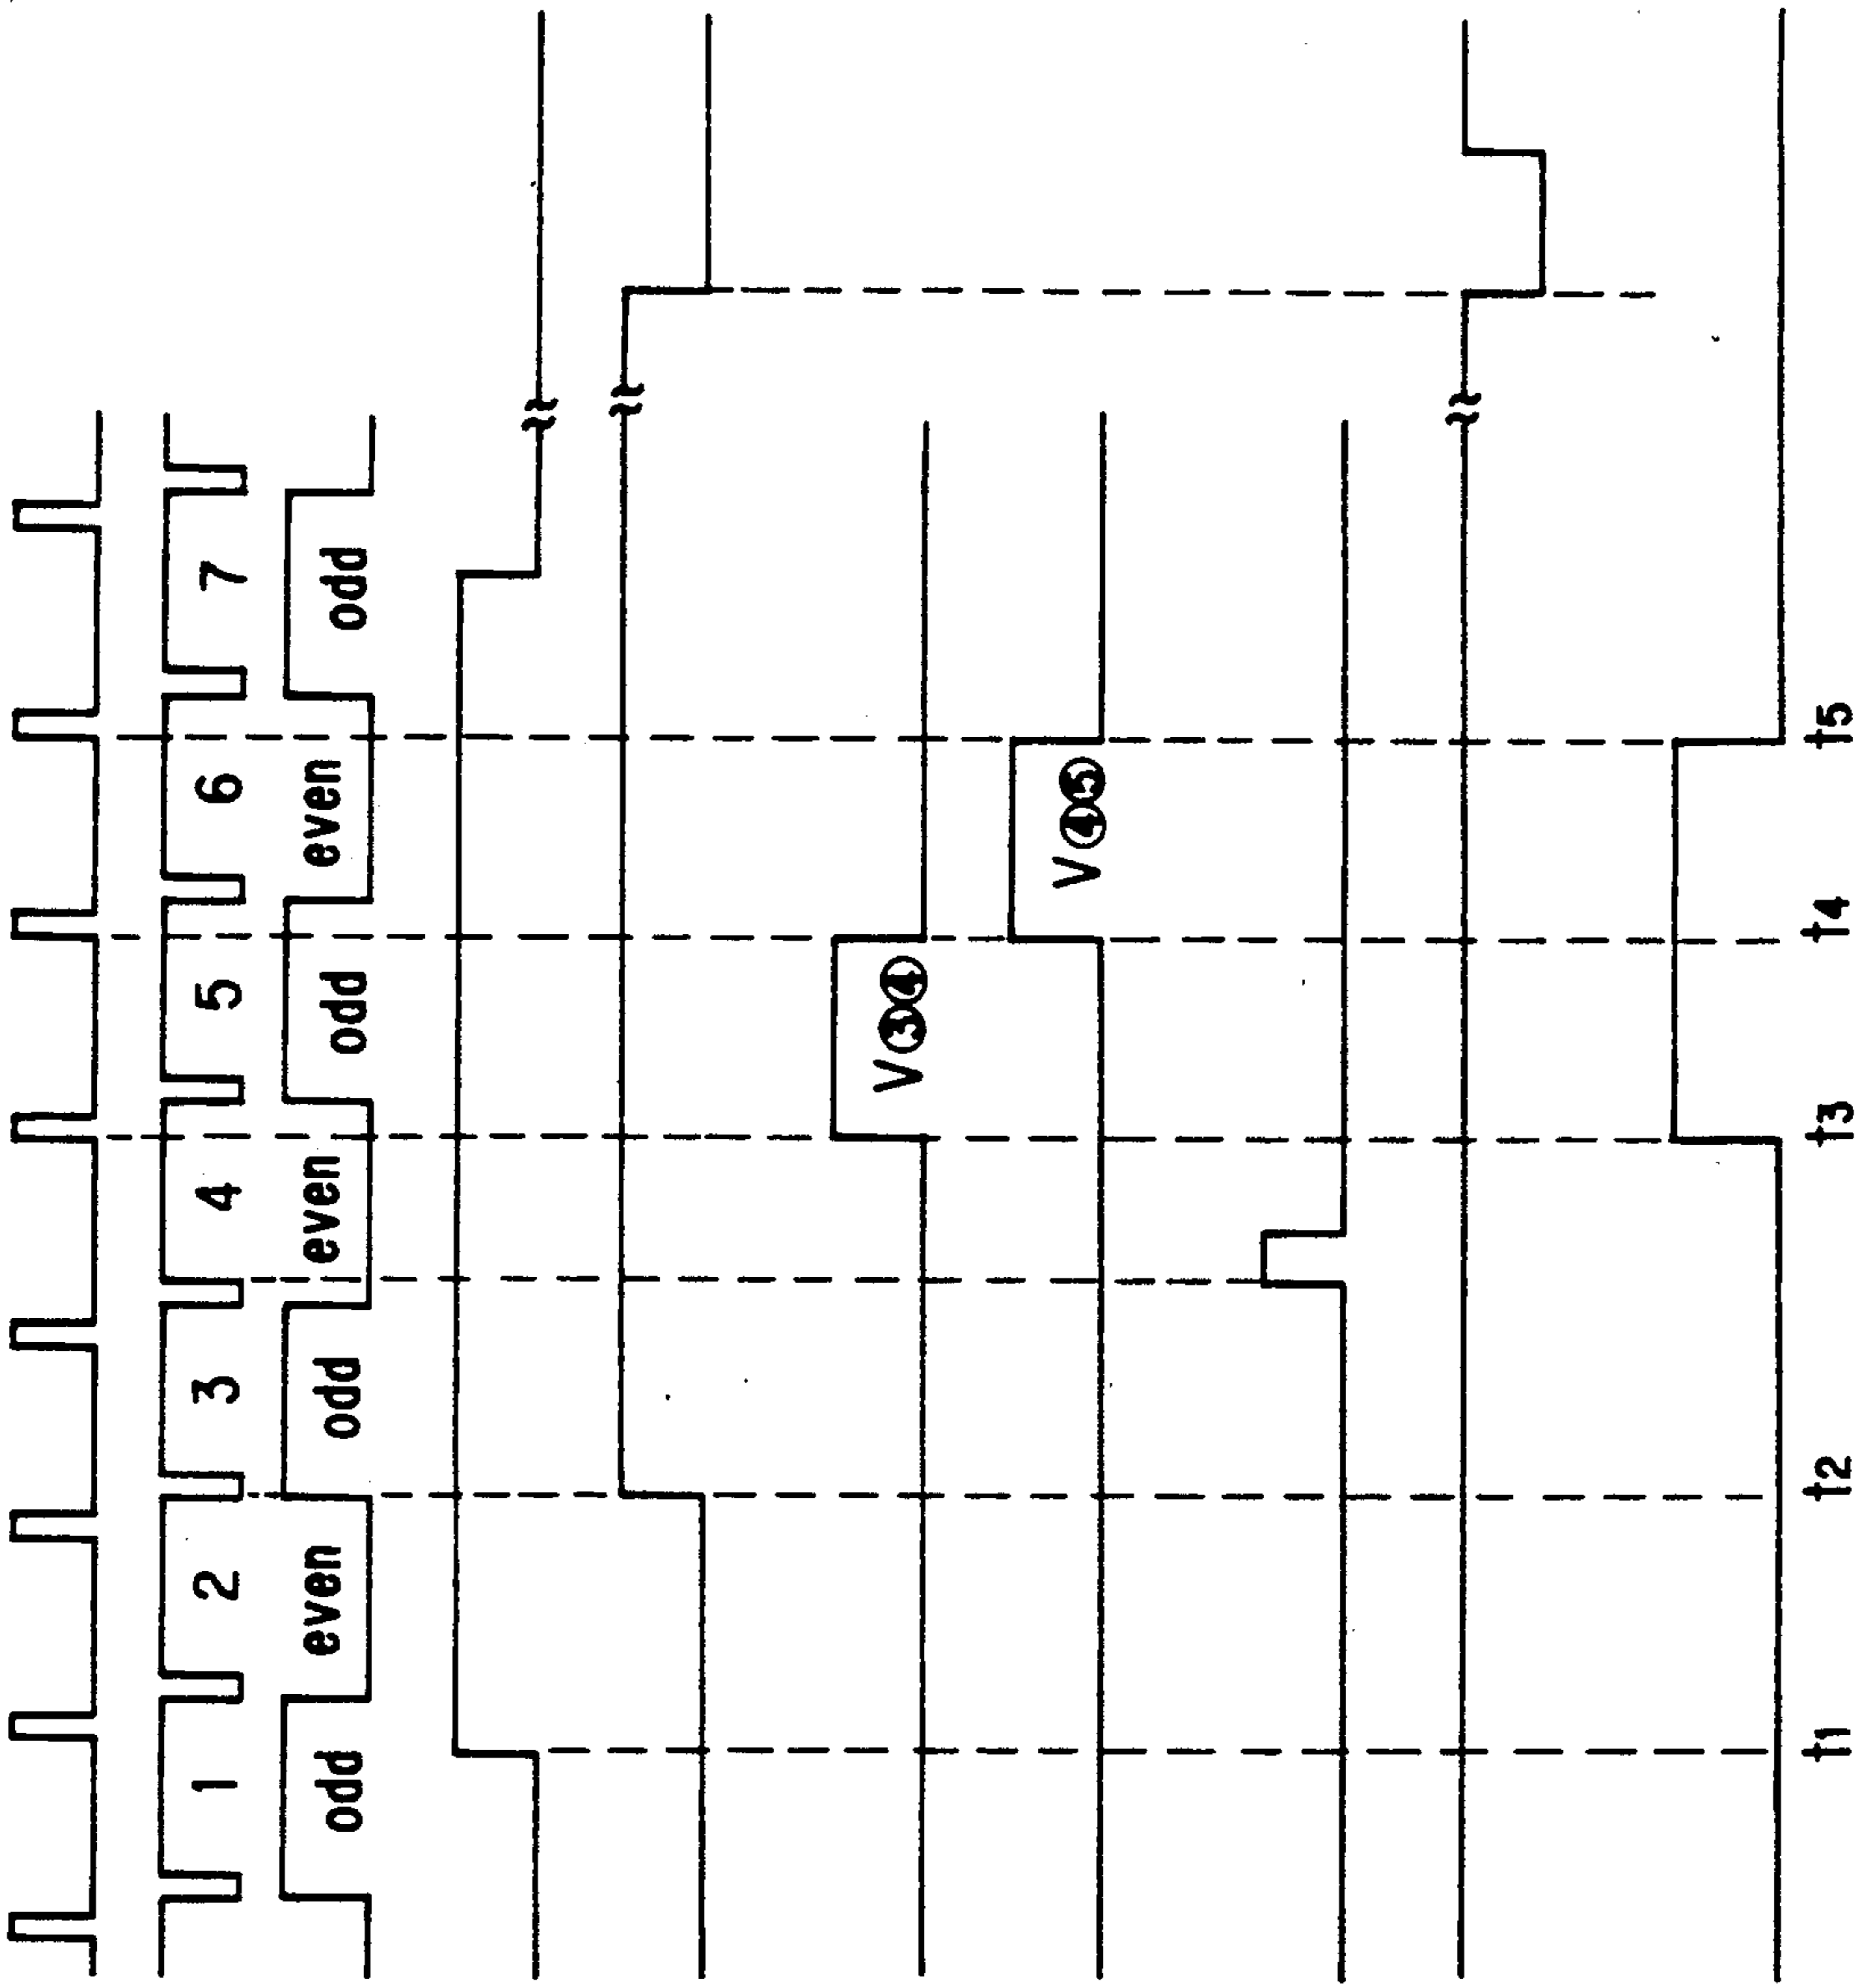 1 2 3 4 5 6 7
odd even odd even odd even odd
V③④
V④⑤
t1 t2 t3 t4 t5